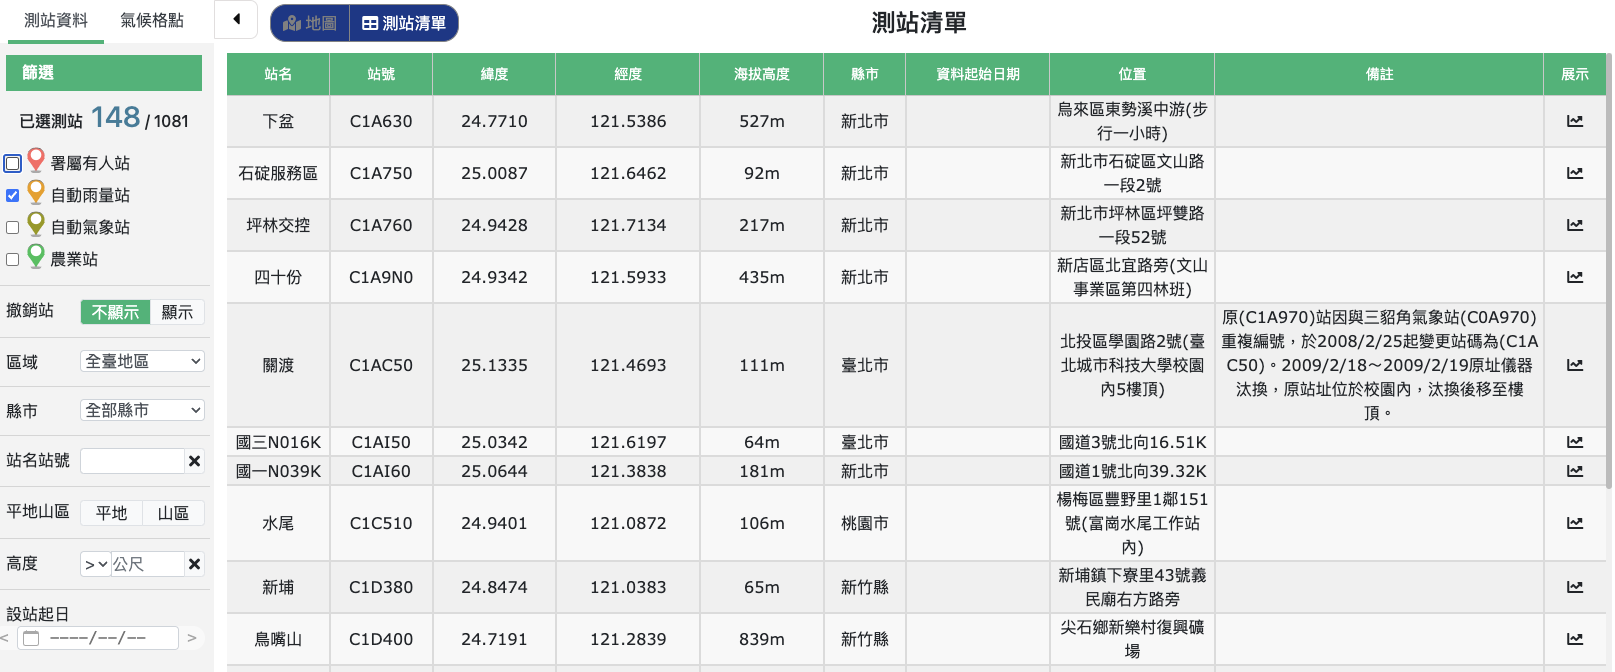 測站資料 氣候格點
地圖 測站清單
測站清單
篩選
已選測站 148 / 1081
署屬有人站
自動雨量站
自動氣象站
農業站
撤銷站 不顯示 顯示
區域 全臺地區
縣市 全部縣市
站名站號
平地山區 平地 山區
高度 > 公尺
設站起日
< ----/--/-- >
站名 站號 緯度 經度 海拔高度 縣市 資料起始日期 位置 備註 展示
下盆 C1A630 24.7710 121.5386 527m 新北市 烏來區東勢溪中游(步
行一小時)
石碇服務區 C1A750 25.0087 121.6462 92m 新北市 新北市石碇區文山路
一段2號
坪林交控 C1A760 24.9428 121.7134 217m 新北市 新北市坪林區坪雙路
一段52號
四十份 C1A9N0 24.9342 121.5933 435m 新北市 新店區北宜路旁(文山
事業區第四林班)
關渡 C1AC50 25.1335 121.4693 111m 臺北市 北投區學園路2號(臺
北城市科技大學校園
內5樓頂)
原(C1A970)站因與三貂角氣象站(C0A970)
重複編號，於2008/2/25起變更站碼為(C1A
C50)。2009/2/18～2009/2/19原址儀器
汰換，原站址位於校園內，汰換後移至樓
頂。
國三N016K C1AI50 25.0342 121.6197 64m 臺北市 國道3號北向16.51K
國一N039K C1AI60 25.0644 121.3838 181m 新北市 國道1號北向39.32K
水尾 C1C510 24.9401 121.0872 106m 桃園市 楊梅區豐野里1鄰151
號(富崗水尾工作站
內)
新埔 C1D380 24.8474 121.0383 65m 新竹縣 新埔鎮下寮里43號義
民廟右方路旁
鳥嘴山 C1D400 24.7191 121.2839 839m 新竹縣 尖石鄉新樂村復興礦
場